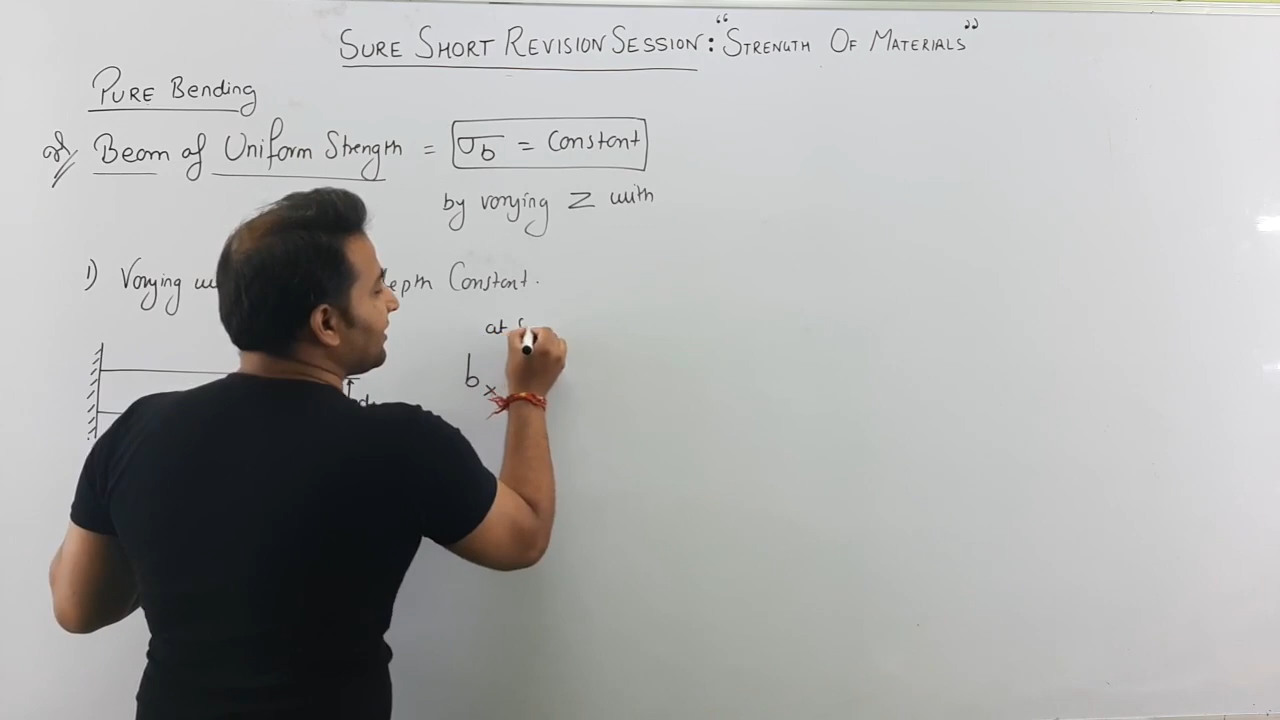 SURE SHORT REVISION SESSION: "STRENGTH OF MATERIALS"
PURE Bending
Beam of Uniform Strength = σb = Constant
by varying Z with
1) Varying Depth Constant.
at
bx
d